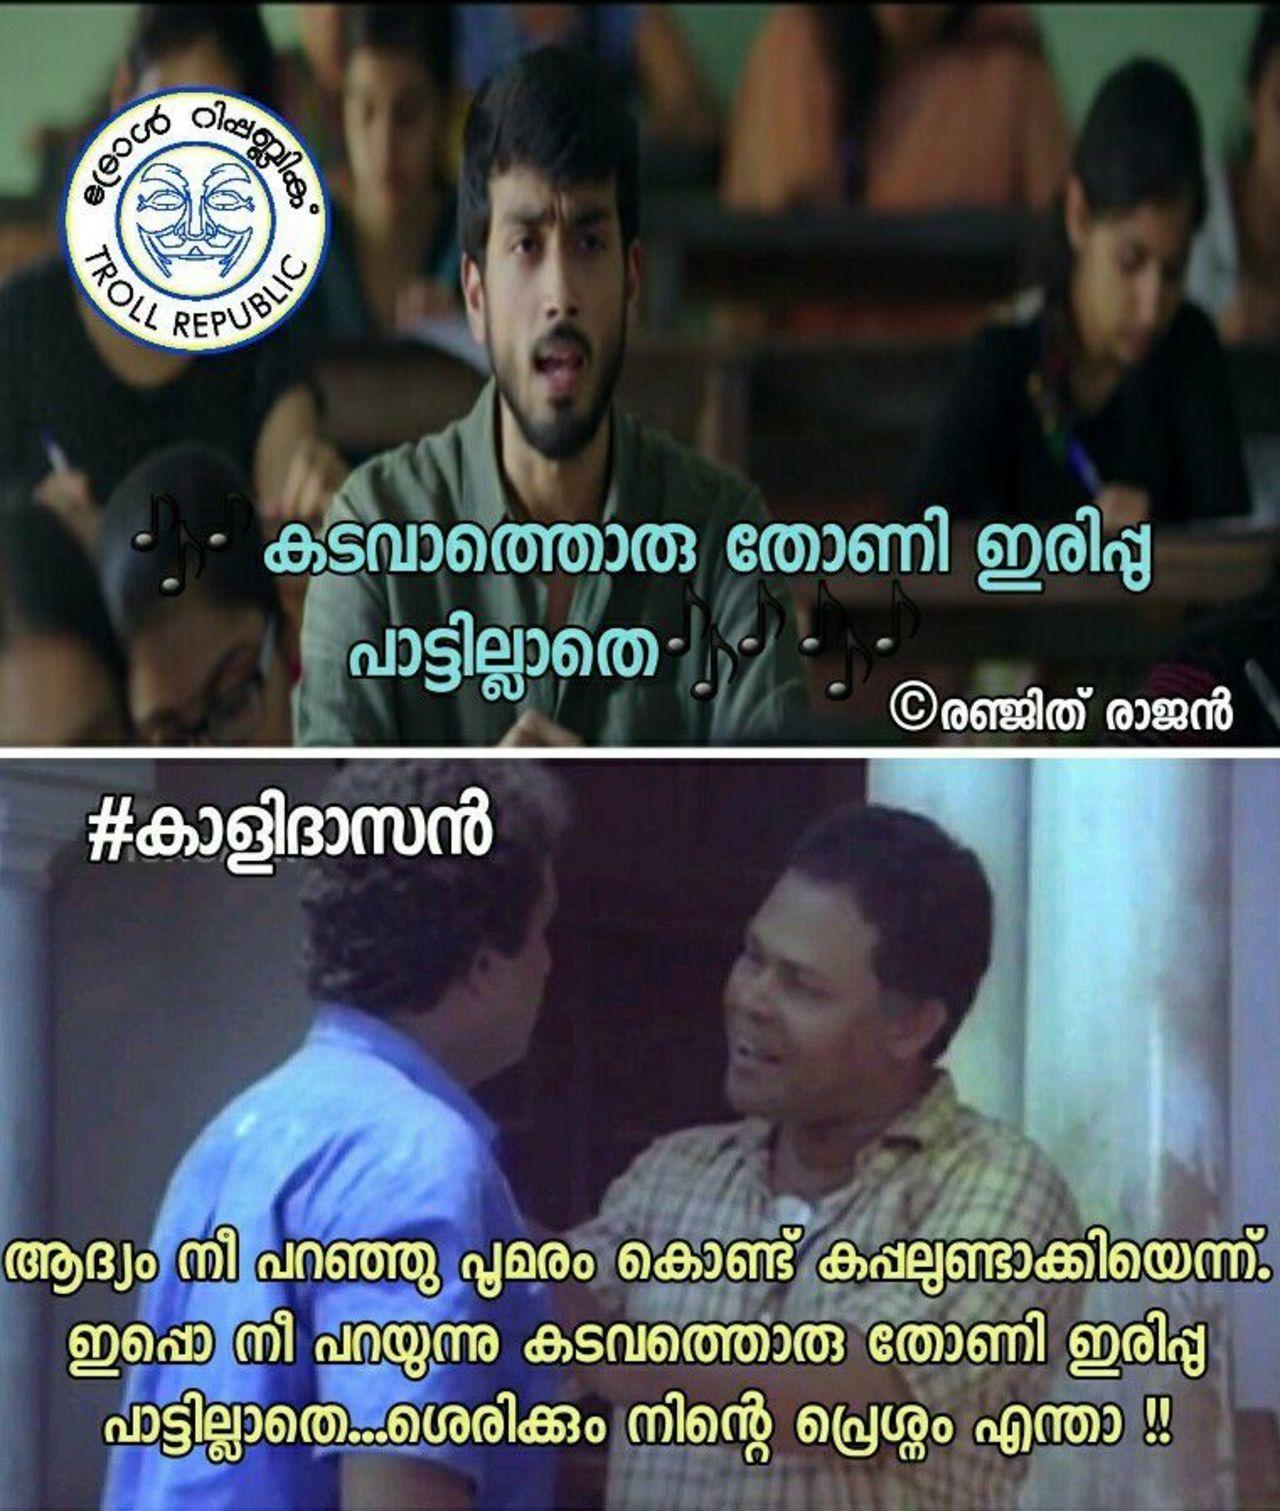 ട്രോൾ റിപ്പബ്ലിക്
TROLL REPUBLIC
കടവാത്തൊരു തോണി ഇരിപ്പു
പാട്ടില്ലാതെ
©രഞ്ജിത് രാജൻ
#കാളിദാസൻ
ആദ്യം നീ പറഞ്ഞു പൂമരം കൊണ്ട് കപ്പലുണ്ടാക്കിയെന്ന്.
ഇപ്പൊ നീ പറയുന്നു കടവത്തൊരു തോണി ഇരിപ്പു
പാട്ടില്ലാതെ...ശെരിക്കും നിന്റെ പ്രെശ്നം എന്താ !!